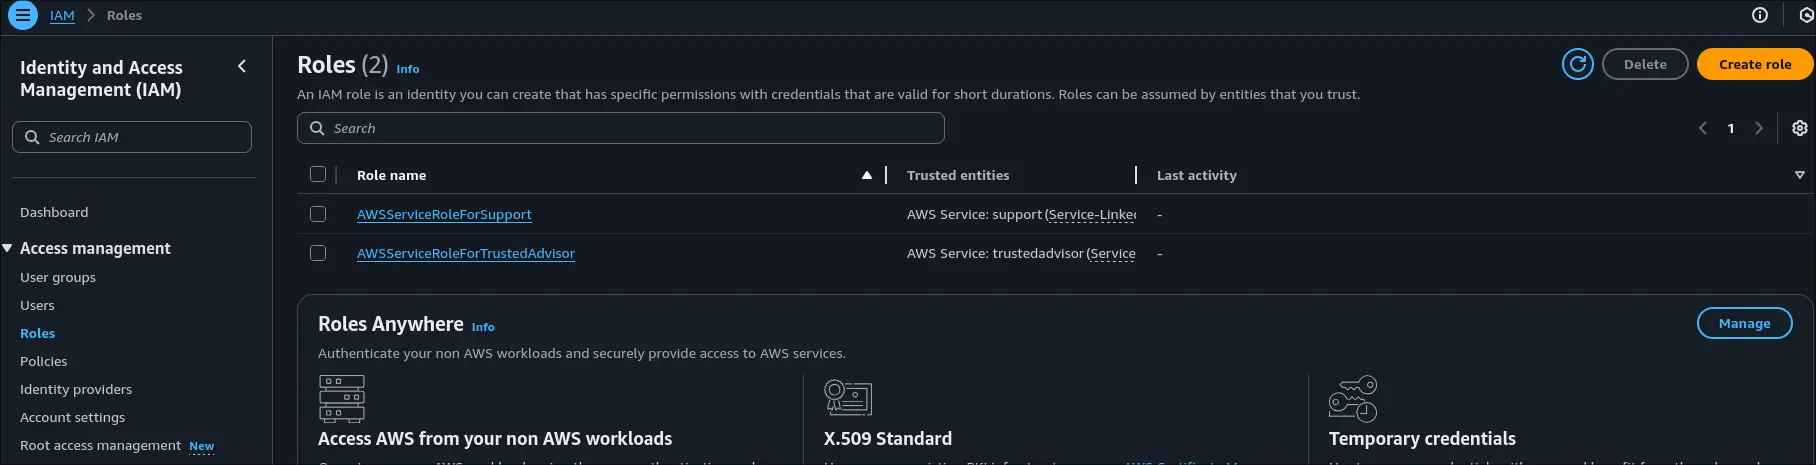 IAM > Roles
Identity and Access
Management (IAM)
Search IAM
Dashboard
Access management
User groups
Users
Roles
Policies
Identity providers
Account settings
Root access management New
Roles (2) Info
Delete
Create role
An IAM role is an identity you can create that has specific permissions with credentials that are valid for short durations. Roles can be assumed by entities that you trust.
Search
1
Role name Trusted entities Last activity
AWSServiceRoleForSupport AWS Service: support (Service-Linked -
AWSServiceRoleForTrustedAdvisor AWS Service: trustedadvisor (Service -
Roles Anywhere Info
Manage
Authenticate your non AWS workloads and securely provide access to AWS services.
Access AWS from your non AWS workloads
X.509 Standard
Temporary credentials